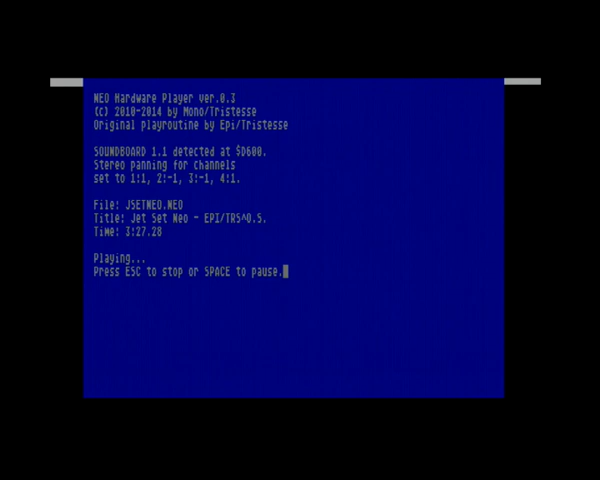 NEO Hardware Player ver.0.3
(c) 2010-2014 by Mono/Tristesse
Original playroutine by Epi/Tristesse
SOUNDBOARD 1.1 detected at $D600.
Stereo panning for channels
set to 1:1, 2:-1, 3:-1, 4:1.
File: JSETNEO.NEO
Title: Jet Set Neo - EPI/TRS^O.S.
Time: 3:27.28
Playing...
Press ESC to stop or SPACE to pause.